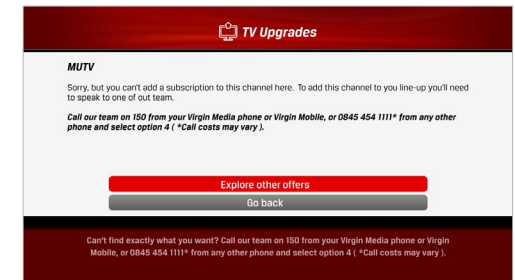 TV Upgrades
MUTV
Sorry, but you can't add a subscription to this channel here. To add this channel to you line-up you'll need
to speak to one of out team.
Call our team on 150 from your Virgin Media phone or Virgin Mobile, or 0845 454 1111* from any other
phone and select option 4 ( *Call costs may vary ).
Explore other offers
Go back
Can't find exactly what you want? Call our team on 150 from your Virgin Media phone or Virgin
Mobile, or 0845 454 1111* from any other phone and select option 4 ( *Call costs may vary ).